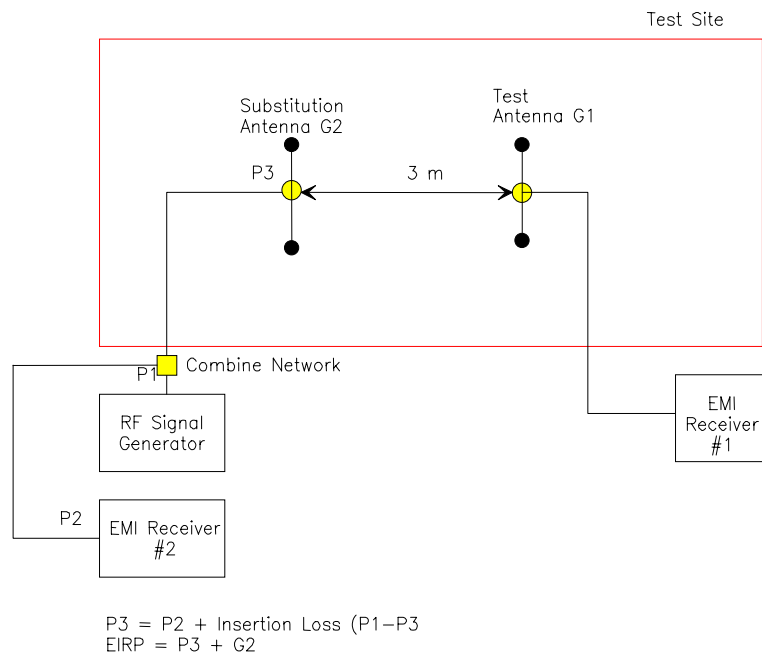 Test Site
Substitution
Antenna G2
Test
Antenna G1
P3
3 m
P1
Combine Network
RF Signal
Generator
EMI
Receiver
#1
P2
EMI Receiver
#2
P3 = P2 + Insertion Loss (P1-P3
EIRP = P3 + G2